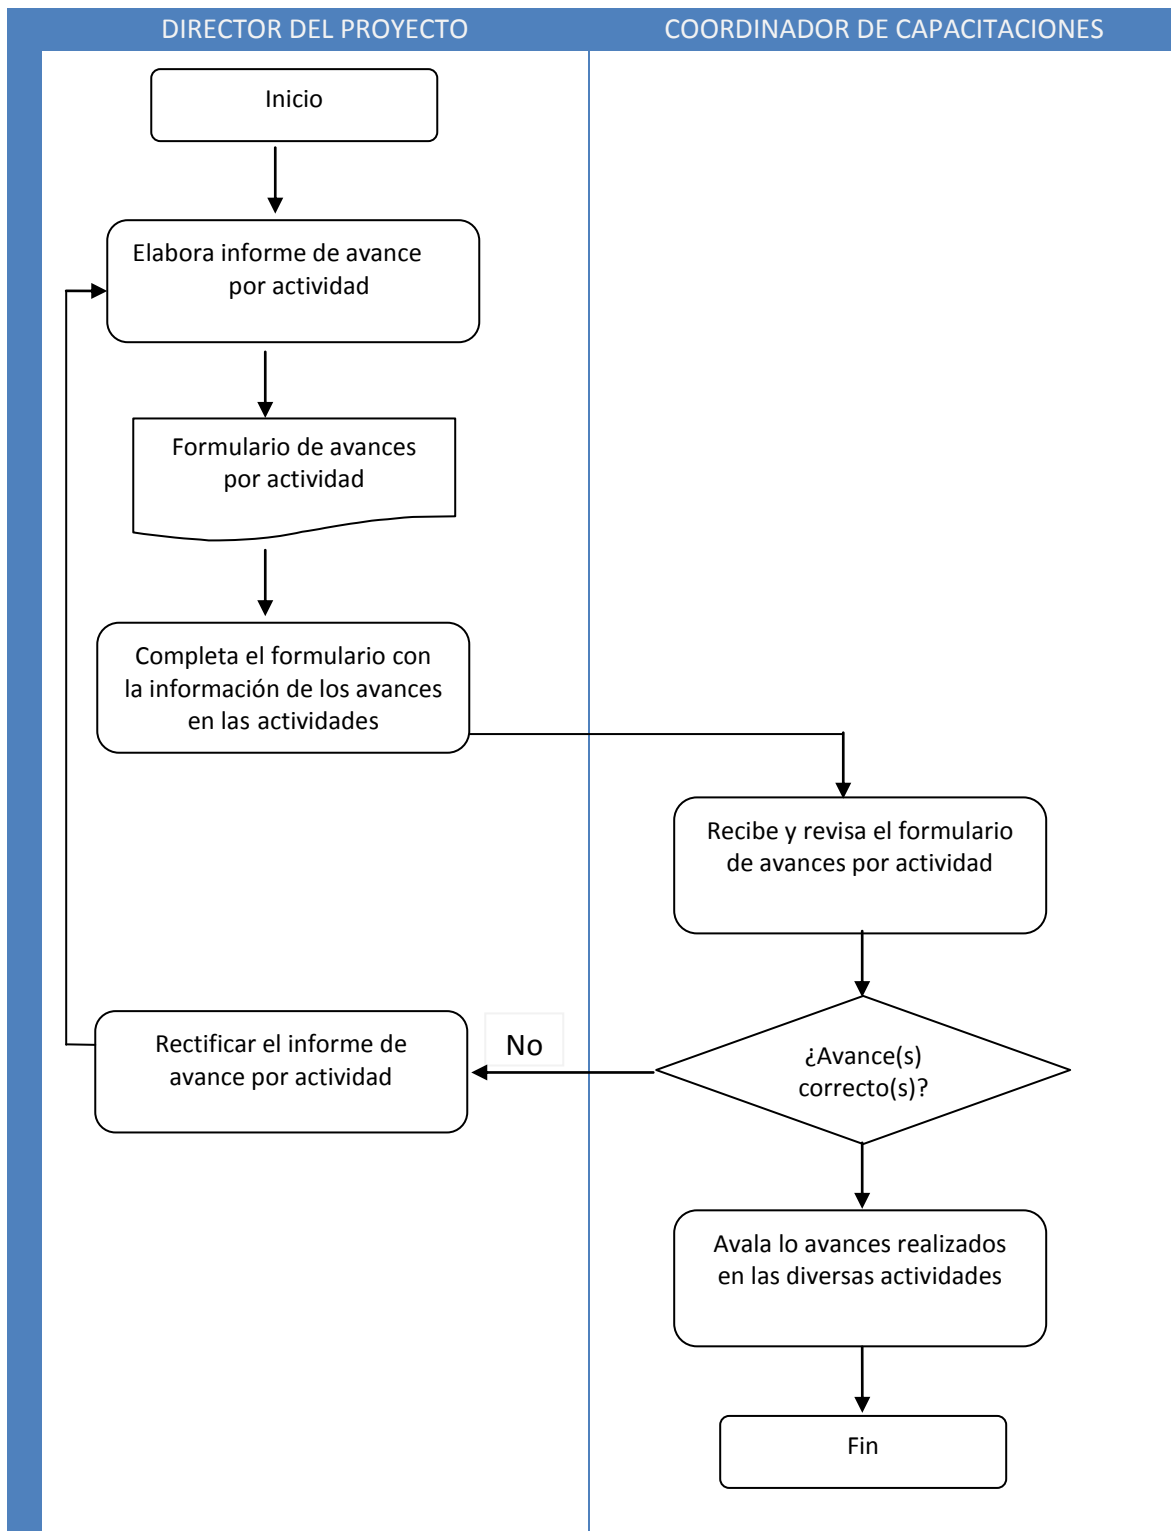 DIRECTOR DEL PROYECTO
COORDINADOR DE CAPACITACIONES
Inicio
Elabora informe de avance
por actividad
Formulario de avances
por actividad
Completa el formulario con
la información de los avances
en las actividades
Recibe y revisa el formulario
de avances por actividad
¿Avance(s)
correcto(s)?
No
Rectificar el informe de
avance por actividad
Avala lo avances realizados
en las diversas actividades
Fin